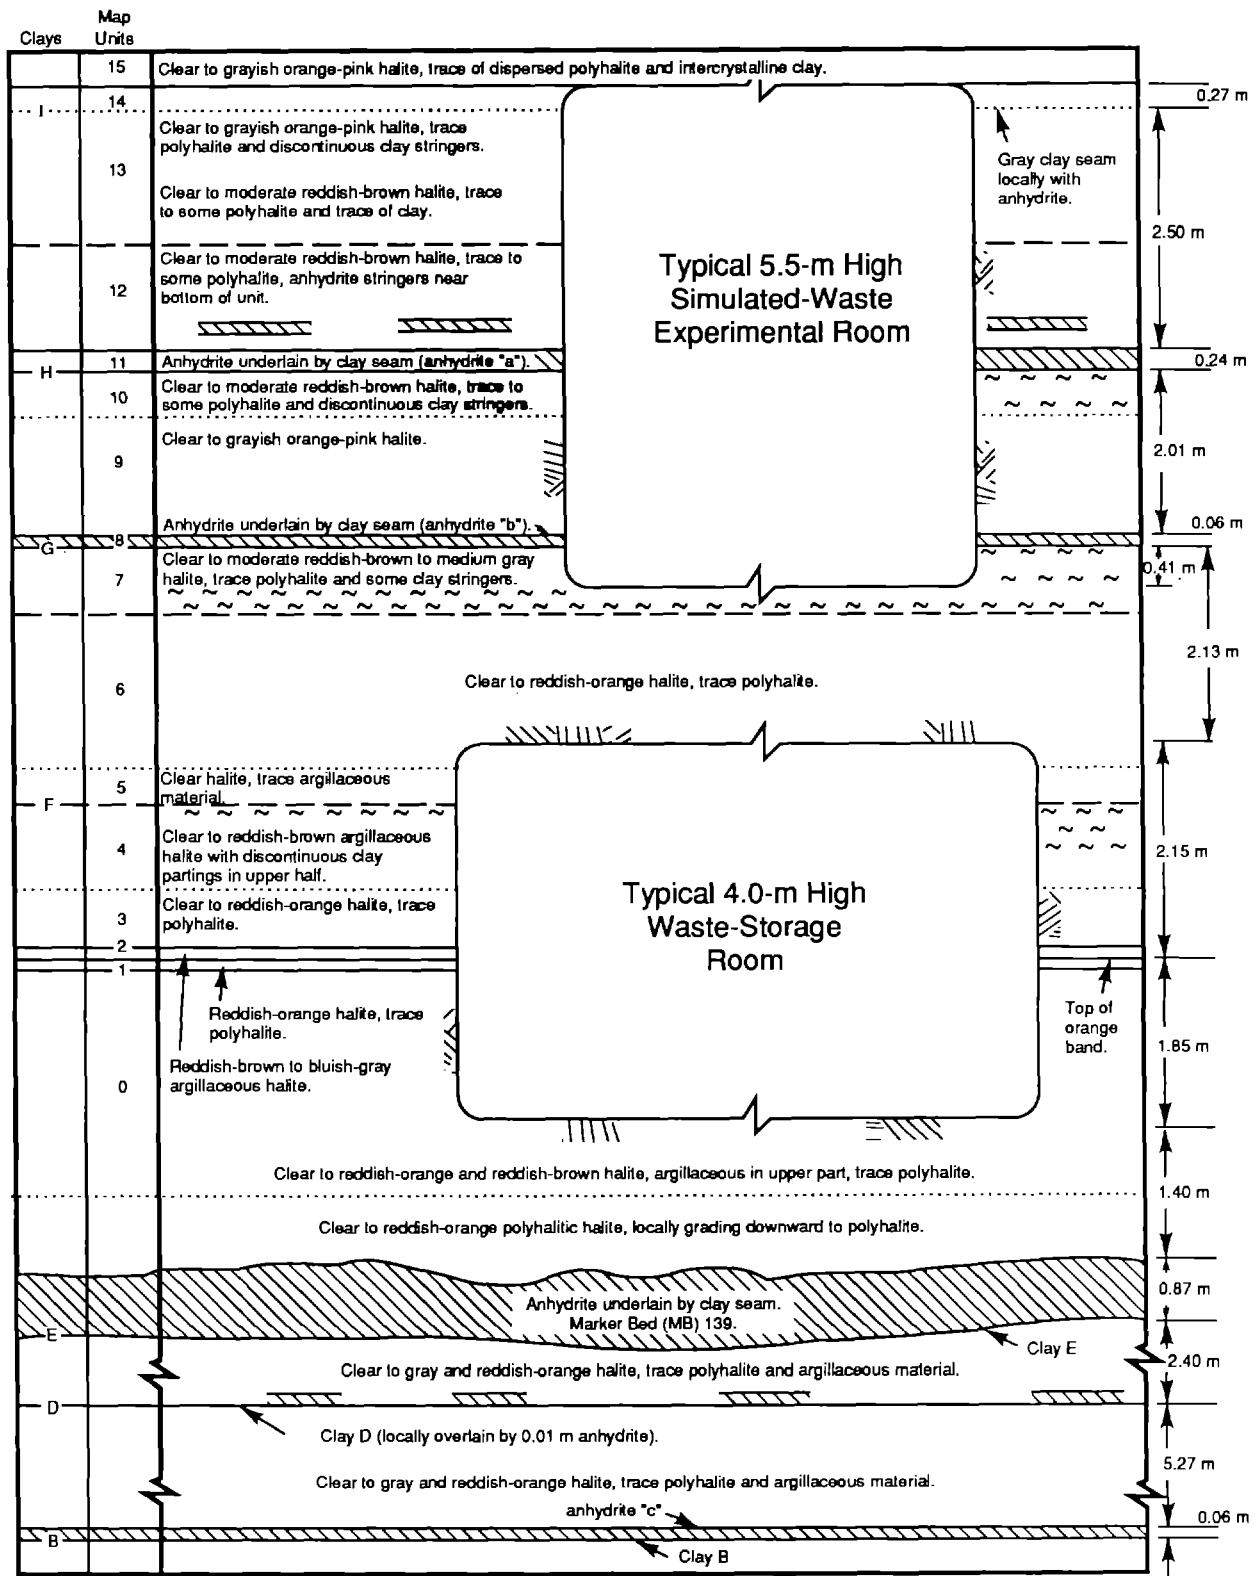 Map
Clays Units
15 Clear to grayish orange-pink halite, trace of dispersed polyhalite and intercrystalline clay.
14
0.27 m
I
Clear to grayish orange-pink halite, trace
polyhalite and discontinuous clay stringers.
13
Clear to moderate reddish-brown halite, trace
to some polyhalite and trace of clay.
Gray clay seam
locally with
anhydrite.
2.50 m
Clear to moderate reddish-brown halite, trace to
some polyhalite, anhydrite stringers near
bottom of unit.
12
Typical 5.5-m High
Simulated-Waste
Experimental Room
11 Anhydrite underlain by clay seam (anhydrite "a").
0.24 m
H
Clear to moderate reddish-brown halite, trace to
some polyhalite and discontinuous clay stringers.
10
Clear to grayish orange-pink halite.
9
2.01 m
Anhydrite underlain by clay seam (anhydrite "b").
0.06 m
8
G
Clear to moderate reddish-brown to medium gray
halite, trace polyhalite and some clay stringers.
7
0.41 m
2.13 m
6
Clear to reddish-orange halite, trace polyhalite.
5
Clear halite, trace argillaceous
material.
F
Clear to reddish-brown argillaceous
halite with discontinuous clay
partings in upper half.
4
2.15 m
Clear to reddish-orange halite, trace
polyhalite.
3
Typical 4.0-m High
Waste-Storage
Room
2
1
Reddish-orange halite, trace
polyhalite.
Reddish-brown to bluish-gray
argillaceous halite.
Top of
orange
band.
1.85 m
0
Clear to reddish-orange and reddish-brown halite, argillaceous in upper part, trace polyhalite.
1.40 m
Clear to reddish-orange polyhalitic halite, locally grading downward to polyhalite.
0.87 m
Anhydrite underlain by clay seam.
Marker Bed (MB) 139.
E
Clay E
Clear to gray and reddish-orange halite, trace polyhalite and argillaceous material.
2.40 m
D
Clay D (locally overlain by 0.01 m anhydrite).
5.27 m
Clear to gray and reddish-orange halite, trace polyhalite and argillaceous material.
anhydrite "c"
0.06 m
B
Clay B